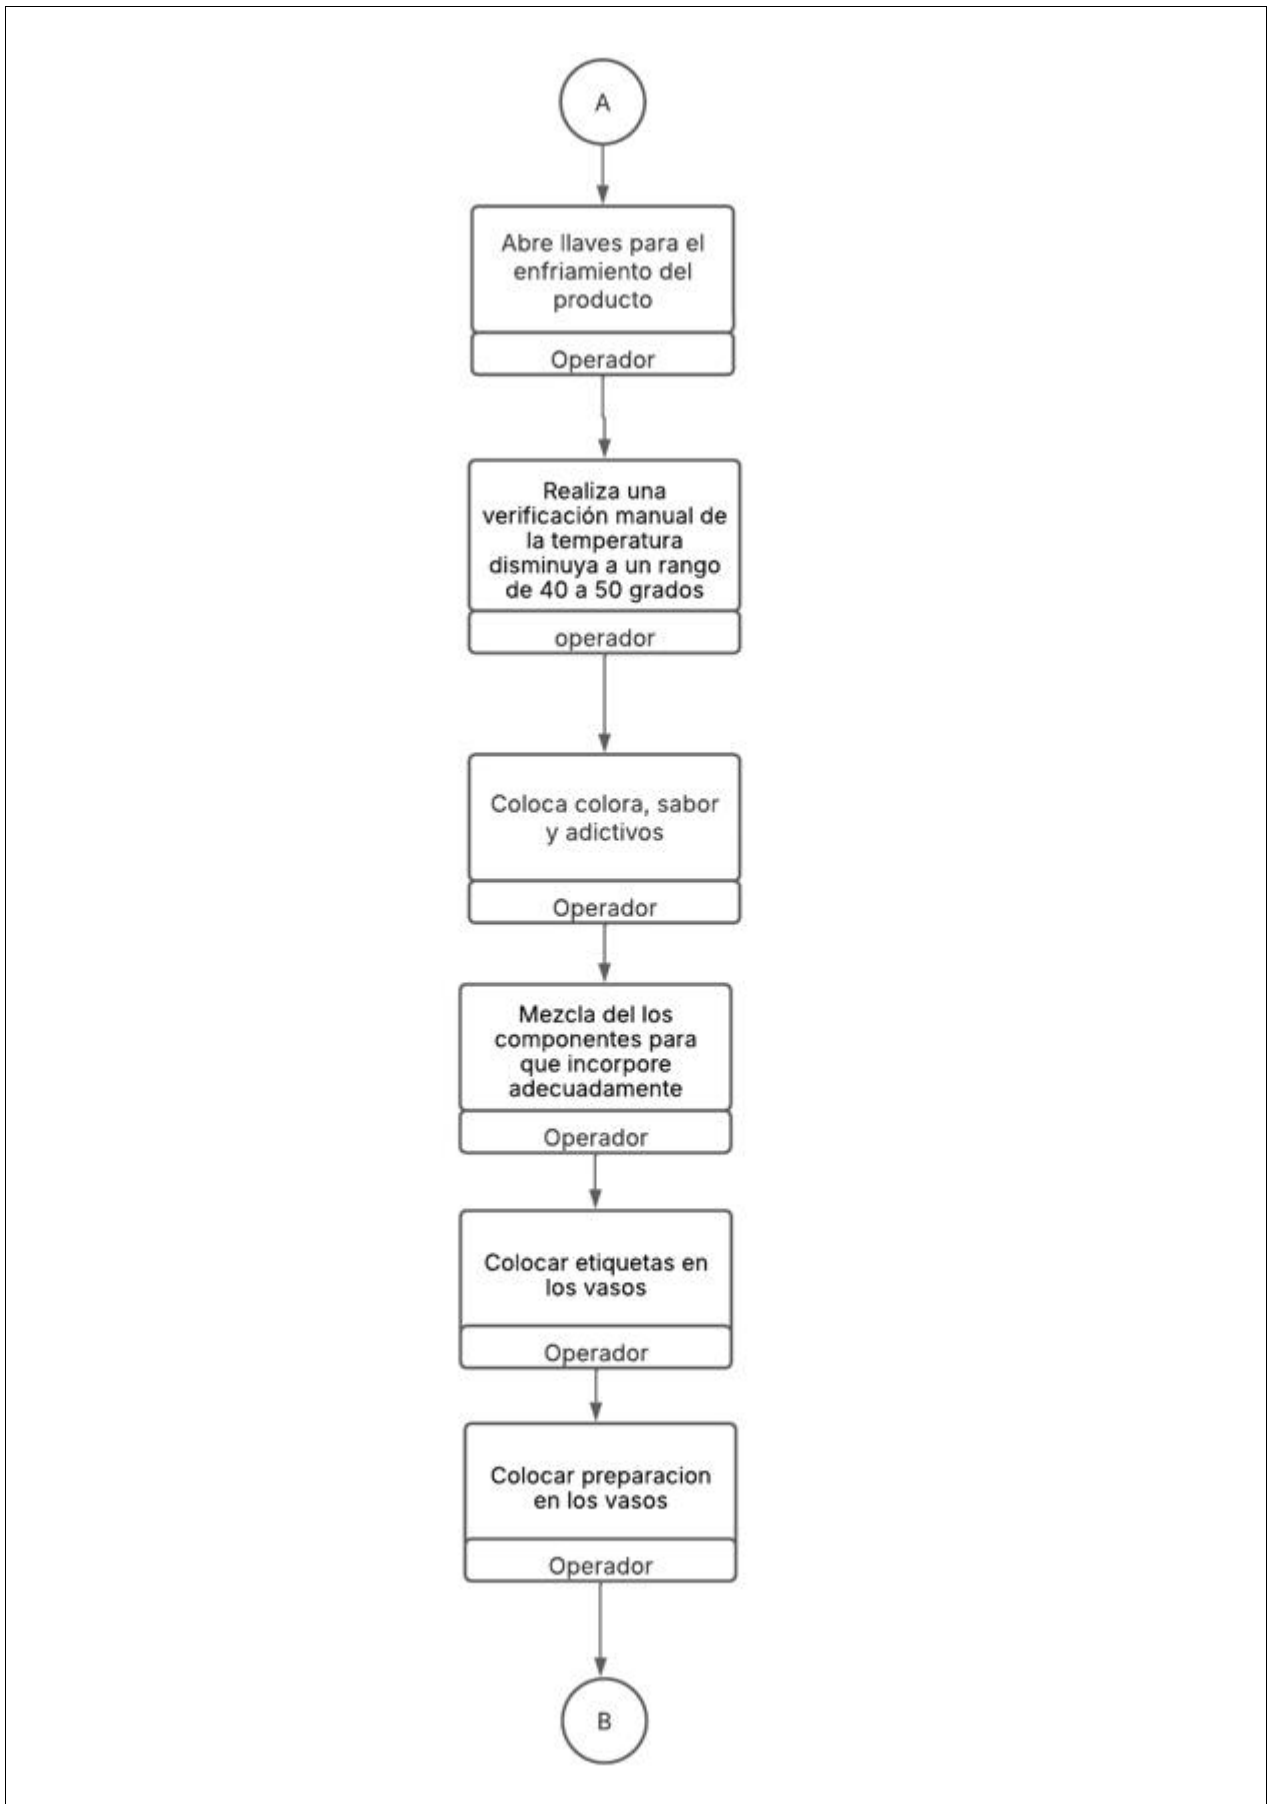 A
Abre llaves para el
enfriamiento del
producto
Operador
Realiza una
verificación manual de
la temperatura
disminuya a un rango
de 40 a 50 grados
operador
Coloca colora, sabor
y adictivos
Operador
Mezcla del los
componentes para
que incorpore
adecuadamente
Operador
Colocar etiquetas en
los vasos
Operador
Colocar preparacion
en los vasos
Operador
B